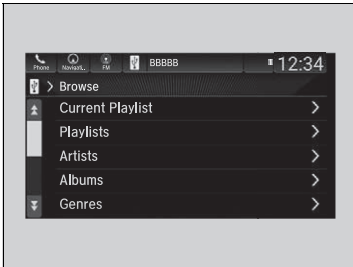 Phone Navigati.. FM BBBBB 12:34
> Browse
Current Playlist >
Playlists >
Artists >
Albums >
Genres >